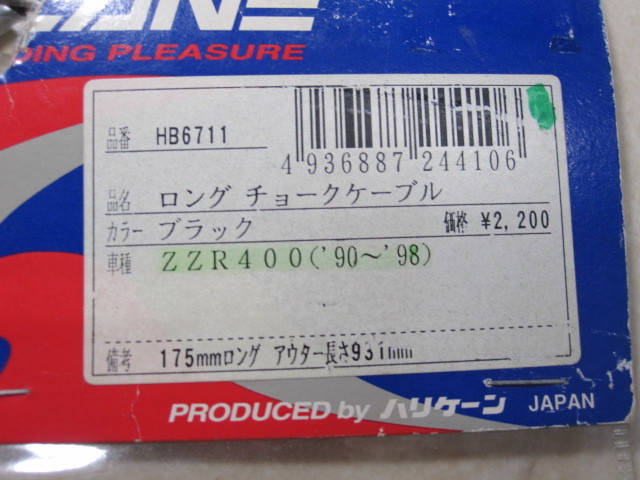 DING PLEASURE
品番 HB6711
4 936887 244106
品名 ロング チョークケーブル
カラー ブラック 価格 ¥2,200
車種 ZZR400('90〜'98)
備考 175mmロング アウター長さ931mm
PRODUCED by ハリケーン JAPAN